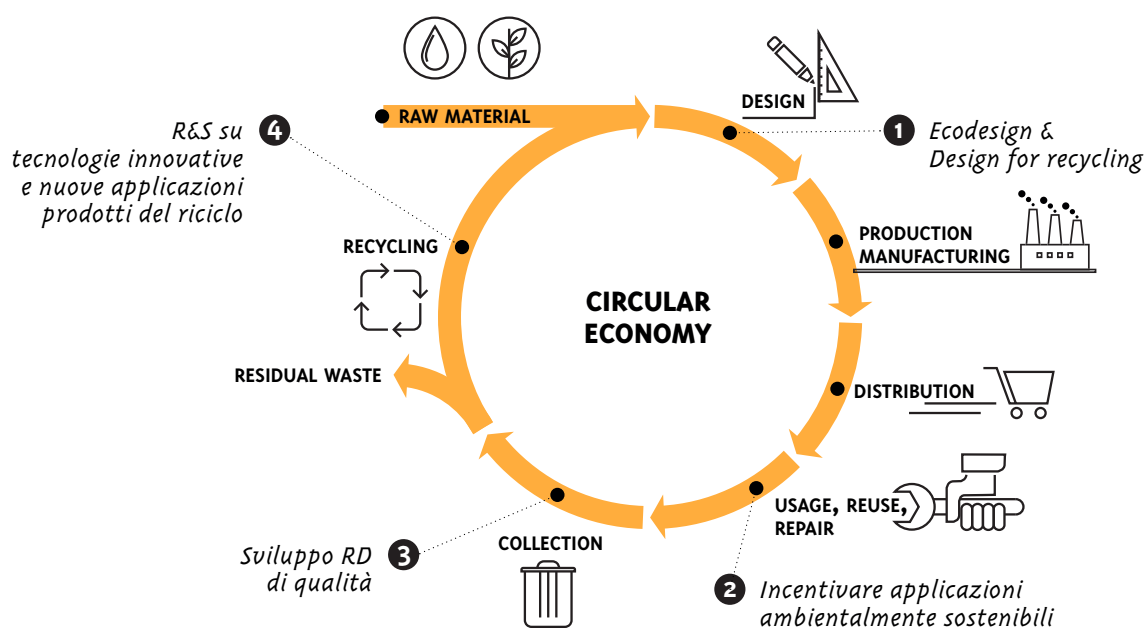 RAW MATERIAL
DESIGN
1 Ecodesign &
Design for recycling
PRODUCTION
MANUFACTURING
CIRCULAR
ECONOMY
DISTRIBUTION
USAGE, REUSE,
REPAIR
2 Incentivare applicazioni
ambientalmente sostenibili
COLLECTION
Sviluppo RD 3
di qualità
RESIDUAL WASTE
RECYCLING
R&S su 4
tecnologie innovative
e nuove applicazioni
prodotti del riciclo